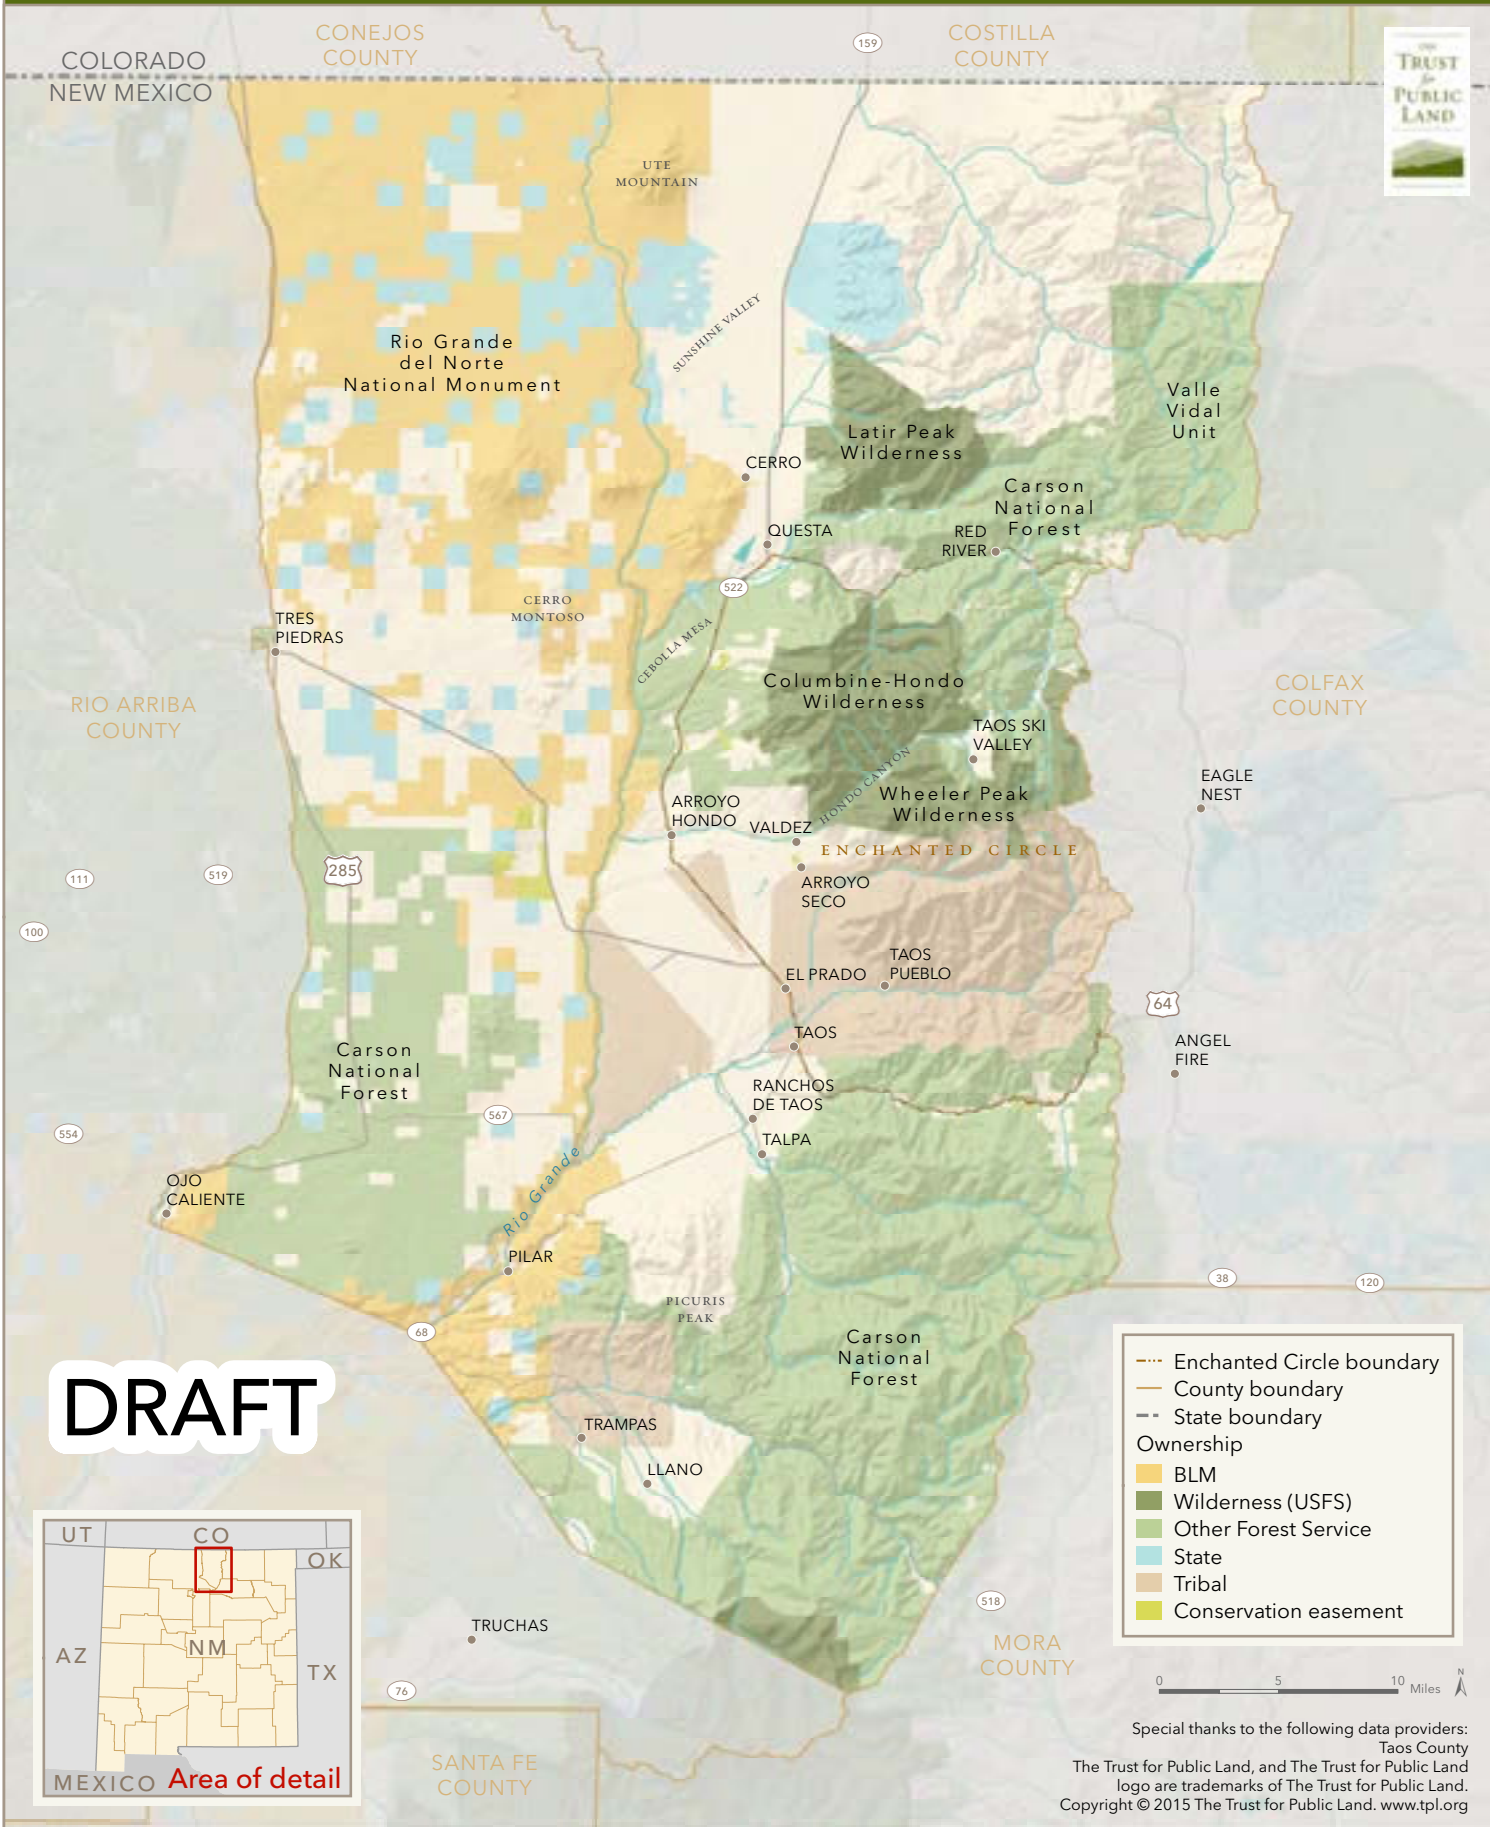 CONEJOS
COUNTY
COSTILLA
COUNTY
159
COLORADO
NEW MEXICO
THE
TRUST
for
PUBLIC
LAND
UTE
MOUNTAIN
SUNSHINE VALLEY
Rio Grande
del Norte
National Monument
Valle
Vidal
Unit
Latir Peak
Wilderness
CERRO
Carson
National
Forest
QUESTA
RED
RIVER
522
CERRO
MONTOSO
TRES
PIEDRAS
CEBOLLA MESA
RIO ARRIBA
COUNTY
Columbine-Hondo
Wilderness
COLFAX
COUNTY
TAOS SKI
VALLEY
HONDO CANYON
EAGLE
NEST
Wheeler Peak
Wilderness
ARROYO
HONDO
VALDEZ
ENCHANTED CIRCLE
285
111
519
ARROYO
SECO
100
TAOS
PUEBLO
EL PRADO
64
TAOS
ANGEL
FIRE
Carson
National
Forest
RANCHOS
DE TAOS
567
554
TALPA
Rio Grande
OJO
CALIENTE
PILAR
38
120
PICURIS
PEAK
68
Carson
National
Forest
DRAFT
TRAMPAS
LLANO
Enchanted Circle boundary
County boundary
State boundary
Ownership
BLM
Wilderness (USFS)
Other Forest Service
State
Tribal
Conservation easement
UT
CO
OK
AZ
NM
TX
MEXICO
Area of detail
TRUCHAS
518
MORA
COUNTY
76
SANTA FE
COUNTY
0 5 10 Miles
N
Special thanks to the following data providers:
Taos County
The Trust for Public Land, and The Trust for Public Land
logo are trademarks of The Trust for Public Land.
Copyright © 2015 The Trust for Public Land. www.tpl.org